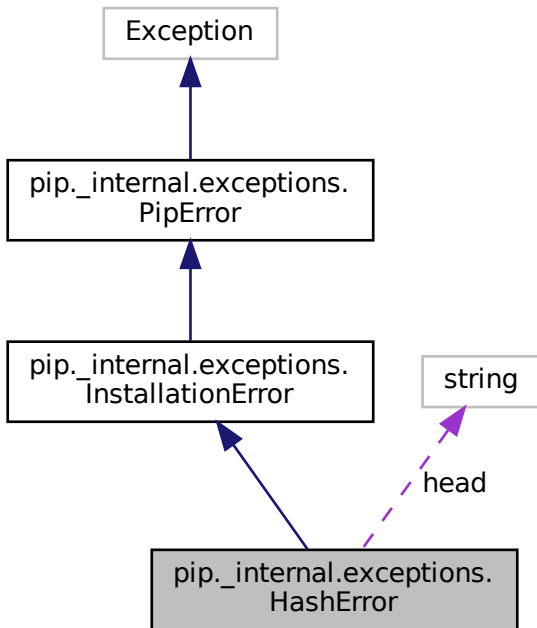 Exception
pip._internal.exceptions.
PipError
pip._internal.exceptions.
InstallationError
string
head
pip._internal.exceptions.
HashError